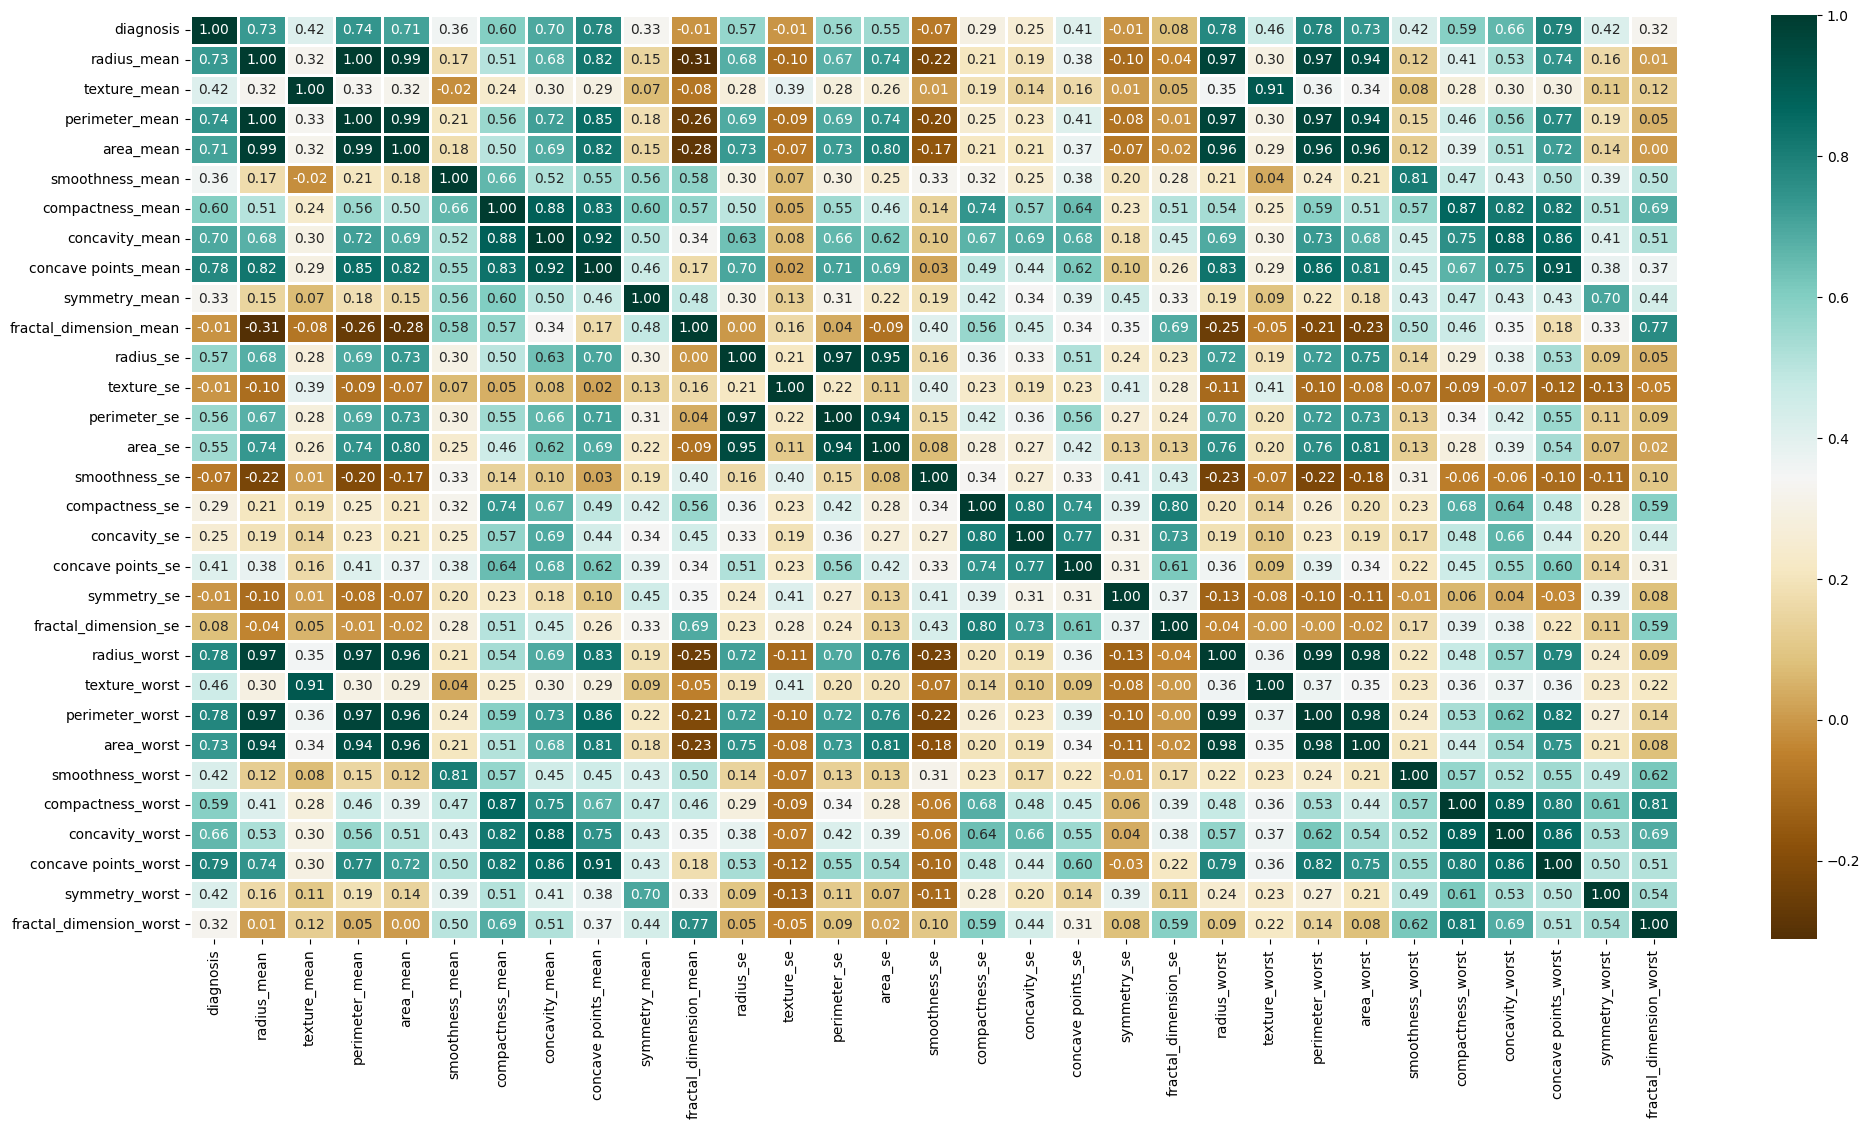 diagnosis 1.00 0.73 0.42 0.74 0.71 0.36 0.60 0.70 0.78 0.33 -0.01 0.57 -0.01 0.56 0.55 -0.07 0.29 0.25 0.41 -0.01 0.08 0.78 0.46 0.78 0.73 0.42 0.59 0.66 0.79 0.42 0.32
radius_mean 0.73 1.00 0.32 1.00 0.99 0.17 0.51 0.68 0.82 0.15 -0.31 0.68 -0.10 0.67 0.74 -0.22 0.21 0.19 0.38 -0.10 -0.04 0.97 0.30 0.97 0.94 0.12 0.41 0.53 0.74 0.16 0.01
texture_mean 0.42 0.32 1.00 0.33 0.32 -0.02 0.24 0.30 0.29 0.07 -0.08 0.28 0.39 0.28 0.26 0.01 0.19 0.14 0.16 0.01 0.05 0.35 0.91 0.36 0.34 0.08 0.28 0.30 0.30 0.11 0.12
perimeter_mean 0.74 1.00 0.33 1.00 0.99 0.21 0.56 0.72 0.85 0.18 -0.26 0.69 -0.09 0.69 0.74 -0.20 0.25 0.23 0.41 -0.08 -0.01 0.97 0.30 0.97 0.94 0.15 0.46 0.56 0.77 0.19 0.05
area_mean 0.71 0.99 0.32 0.99 1.00 0.18 0.50 0.69 0.82 0.15 -0.28 0.73 -0.07 0.73 0.80 -0.17 0.21 0.21 0.37 -0.07 -0.02 0.96 0.29 0.96 0.96 0.12 0.39 0.51 0.72 0.14 0.00
smoothness_mean 0.36 0.17 -0.02 0.21 0.18 1.00 0.66 0.52 0.55 0.56 0.58 0.30 0.07 0.30 0.25 0.33 0.32 0.25 0.38 0.20 0.28 0.21 0.04 0.24 0.21 0.81 0.47 0.43 0.50 0.39 0.50
compactness_mean 0.60 0.51 0.24 0.56 0.50 0.66 1.00 0.88 0.83 0.60 0.57 0.50 0.05 0.55 0.46 0.14 0.74 0.57 0.64 0.23 0.51 0.54 0.25 0.59 0.51 0.57 0.87 0.82 0.82 0.51 0.69
concavity_mean 0.70 0.68 0.30 0.72 0.69 0.52 0.88 1.00 0.92 0.50 0.34 0.63 0.08 0.66 0.62 0.10 0.67 0.69 0.68 0.18 0.45 0.69 0.30 0.73 0.68 0.45 0.75 0.88 0.86 0.41 0.51
concave points_mean 0.78 0.82 0.29 0.85 0.82 0.55 0.83 0.92 1.00 0.46 0.17 0.70 0.02 0.71 0.69 0.03 0.49 0.44 0.62 0.10 0.26 0.83 0.29 0.86 0.81 0.45 0.67 0.75 0.91 0.38 0.37
symmetry_mean 0.33 0.15 0.07 0.18 0.15 0.56 0.60 0.50 0.46 1.00 0.48 0.30 0.13 0.31 0.22 0.19 0.42 0.34 0.39 0.45 0.33 0.19 0.09 0.22 0.18 0.43 0.47 0.43 0.43 0.70 0.44
fractal_dimension_mean -0.01 -0.31 -0.08 -0.26 -0.28 0.58 0.57 0.34 0.17 0.48 1.00 0.00 0.16 0.04 -0.09 0.40 0.56 0.45 0.34 0.35 0.69 -0.25 -0.05 -0.21 -0.23 0.50 0.46 0.35 0.18 0.33 0.77
radius_se 0.57 0.68 0.28 0.69 0.73 0.30 0.50 0.63 0.70 0.30 0.00 1.00 0.21 0.97 0.95 0.16 0.36 0.33 0.51 0.24 0.23 0.72 0.19 0.72 0.75 0.14 0.29 0.38 0.53 0.09 0.05
texture_se -0.01 -0.10 0.39 -0.09 -0.07 0.07 0.05 0.08 0.02 0.13 0.16 0.21 1.00 0.22 0.11 0.40 0.23 0.19 0.23 0.41 0.28 -0.11 0.41 -0.10 -0.08 -0.07 -0.09 -0.07 -0.12 -0.13 -0.05
perimeter_se 0.56 0.67 0.28 0.69 0.73 0.30 0.55 0.66 0.71 0.31 0.04 0.97 0.22 1.00 0.94 0.15 0.42 0.36 0.56 0.27 0.24 0.70 0.20 0.72 0.73 0.13 0.34 0.42 0.55 0.11 0.09
area_se 0.55 0.74 0.26 0.74 0.80 0.25 0.46 0.62 0.69 0.22 -0.09 0.95 0.11 0.94 1.00 0.08 0.28 0.27 0.42 0.13 0.13 0.76 0.20 0.76 0.81 0.13 0.28 0.39 0.54 0.07 0.02
smoothness_se -0.07 -0.22 0.01 -0.20 -0.17 0.33 0.14 0.10 0.03 0.19 0.40 0.16 0.40 0.15 0.08 1.00 0.34 0.27 0.33 0.41 0.43 -0.23 -0.07 -0.22 -0.18 0.31 -0.06 -0.06 -0.10 -0.11 0.10
compactness_se 0.29 0.21 0.19 0.25 0.21 0.32 0.74 0.67 0.49 0.42 0.56 0.36 0.23 0.42 0.28 0.34 1.00 0.80 0.74 0.39 0.80 0.20 0.14 0.26 0.20 0.23 0.68 0.64 0.48 0.28 0.59
concavity_se 0.25 0.19 0.14 0.23 0.21 0.25 0.57 0.69 0.44 0.34 0.45 0.33 0.19 0.36 0.27 0.27 0.80 1.00 0.77 0.31 0.73 0.19 0.10 0.23 0.19 0.17 0.48 0.66 0.44 0.20 0.44
concave points_se 0.41 0.38 0.16 0.41 0.37 0.38 0.64 0.68 0.62 0.39 0.34 0.51 0.23 0.56 0.42 0.33 0.74 0.77 1.00 0.31 0.61 0.36 0.09 0.39 0.34 0.22 0.45 0.55 0.60 0.14 0.31
symmetry_se -0.01 -0.10 0.01 -0.08 -0.07 0.20 0.23 0.18 0.10 0.45 0.35 0.24 0.41 0.27 0.13 0.41 0.39 0.31 0.31 1.00 0.37 -0.13 -0.08 -0.10 -0.11 -0.01 0.06 0.04 -0.03 0.39 0.08
fractal_dimension_se 0.08 -0.04 0.05 -0.01 -0.02 0.28 0.51 0.45 0.26 0.33 0.69 0.23 0.28 0.24 0.13 0.43 0.80 0.73 0.61 0.37 1.00 -0.04 -0.00 -0.00 -0.02 0.17 0.39 0.38 0.22 0.11 0.59
radius_worst 0.78 0.97 0.35 0.97 0.96 0.21 0.54 0.69 0.83 0.19 -0.25 0.72 -0.11 0.70 0.76 -0.23 0.20 0.19 0.36 -0.13 -0.04 1.00 0.36 0.99 0.98 0.22 0.48 0.57 0.79 0.24 0.09
texture_worst 0.46 0.30 0.91 0.30 0.29 0.04 0.25 0.30 0.29 0.09 -0.05 0.19 0.41 0.20 0.20 -0.07 0.14 0.10 0.09 -0.08 -0.00 0.36 1.00 0.37 0.35 0.23 0.36 0.37 0.36 0.23 0.22
perimeter_worst 0.78 0.97 0.36 0.97 0.96 0.24 0.59 0.73 0.86 0.22 -0.21 0.72 -0.10 0.72 0.76 -0.22 0.26 0.23 0.39 -0.10 -0.00 0.99 0.37 1.00 0.98 0.24 0.53 0.62 0.82 0.27 0.14
area_worst 0.73 0.94 0.34 0.94 0.96 0.21 0.51 0.68 0.81 0.18 -0.23 0.75 -0.08 0.73 0.81 -0.18 0.20 0.19 0.34 -0.11 -0.02 0.98 0.35 0.98 1.00 0.21 0.44 0.54 0.75 0.21 0.08
smoothness_worst 0.42 0.12 0.08 0.15 0.12 0.81 0.57 0.45 0.45 0.43 0.50 0.14 -0.07 0.13 0.13 0.31 0.23 0.17 0.22 -0.01 0.17 0.22 0.23 0.24 0.21 1.00 0.57 0.52 0.55 0.49 0.62
compactness_worst 0.59 0.41 0.28 0.46 0.39 0.47 0.87 0.75 0.67 0.47 0.46 0.29 -0.09 0.34 0.28 -0.06 0.68 0.48 0.45 0.06 0.39 0.48 0.36 0.53 0.44 0.57 1.00 0.89 0.80 0.61 0.81
concavity_worst 0.66 0.53 0.30 0.56 0.51 0.43 0.82 0.88 0.75 0.43 0.35 0.38 -0.07 0.42 0.39 -0.06 0.64 0.66 0.55 0.04 0.38 0.57 0.37 0.62 0.54 0.52 0.89 1.00 0.86 0.53 0.69
concave points_worst 0.79 0.74 0.30 0.77 0.72 0.50 0.82 0.86 0.91 0.43 0.18 0.53 -0.12 0.55 0.54 -0.10 0.48 0.44 0.60 -0.03 0.22 0.79 0.36 0.82 0.75 0.55 0.80 0.86 1.00 0.50 0.51
symmetry_worst 0.42 0.16 0.11 0.19 0.14 0.39 0.51 0.41 0.38 0.70 0.33 0.09 -0.13 0.11 0.07 -0.11 0.28 0.20 0.14 0.39 0.11 0.24 0.23 0.27 0.21 0.49 0.61 0.53 0.50 1.00 0.54
fractal_dimension_worst 0.32 0.01 0.12 0.05 0.00 0.50 0.69 0.51 0.37 0.44 0.77 0.05 -0.05 0.09 0.02 0.10 0.59 0.44 0.31 0.08 0.59 0.09 0.22 0.14 0.08 0.62 0.81 0.69 0.51 0.54 1.00
diagnosis
radius_mean
texture_mean
perimeter_mean
area_mean
smoothness_mean
compactness_mean
concavity_mean
concave points_mean
symmetry_mean
fractal_dimension_mean
radius_se
texture_se
perimeter_se
area_se
smoothness_se
compactness_se
concavity_se
concave points_se
symmetry_se
fractal_dimension_se
radius_worst
texture_worst
perimeter_worst
area_worst
smoothness_worst
compactness_worst
concavity_worst
concave points_worst
symmetry_worst
fractal_dimension_worst
1.0
0.8
0.6
0.4
0.2
0.0
−0.2